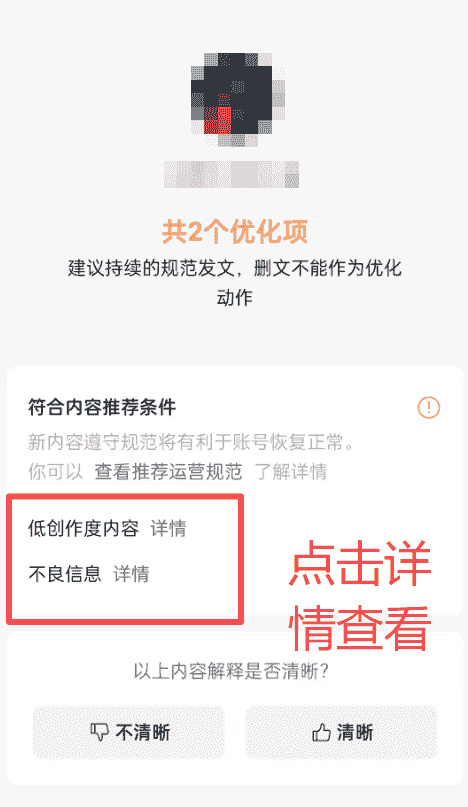 共2个优化项
建议持续的规范发文，删文不能作为优化
动作
符合内容推荐条件
新内容遵守规范将有利于账号恢复正常。
你可以 查看推荐运营规范 了解详情
低创作度内容 详情
不良信息 详情
点击详
情查看
以上内容解释是否清晰？
不清晰
清晰